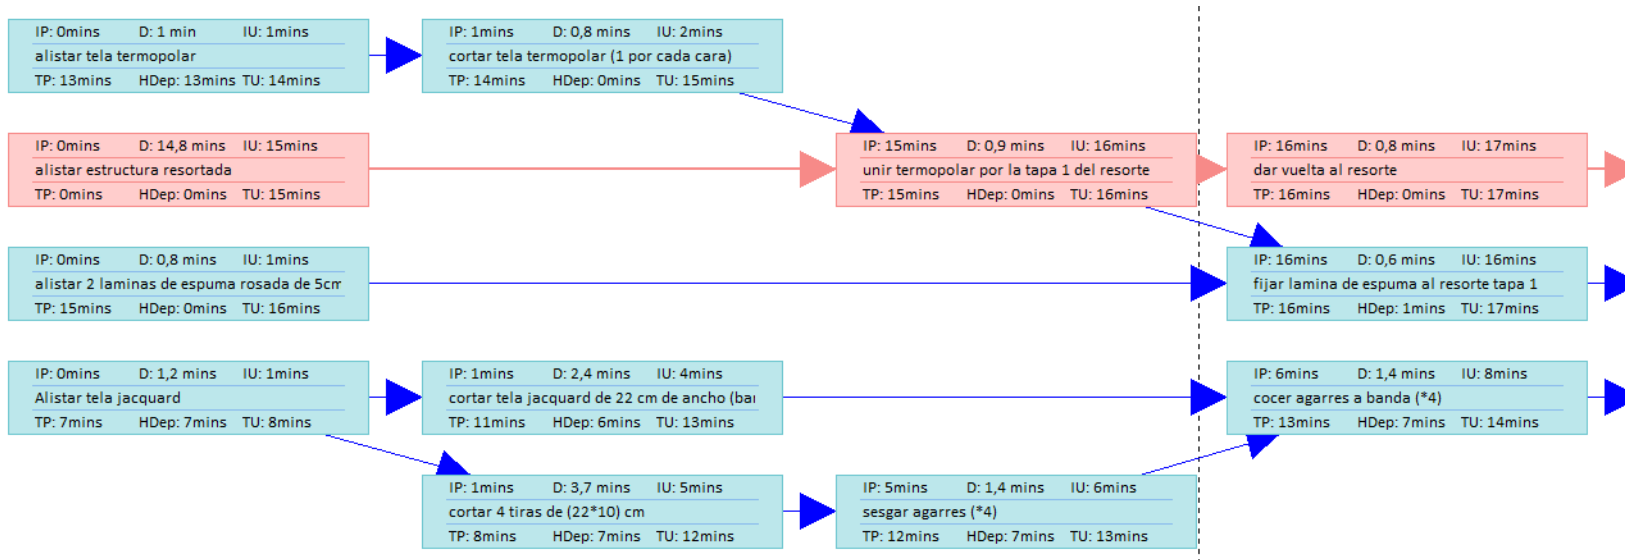 IP: 0mins D: 1 min IU: 1mins
alistar tela termopolar
TP: 13mins HDep: 13mins TU: 14mins
IP: 1mins D: 0,8 mins IU: 2mins
cortar tela termopolar (1 por cada cara)
TP: 14mins HDep: 0mins TU: 15mins
IP: 0mins D: 14,8 mins IU: 15mins
alistar estructura resortada
TP: 0mins HDep: 0mins TU: 15mins
IP: 15mins D: 0,9 mins IU: 16mins
unir termopolar por la tapa 1 del resorte
TP: 15mins HDep: 0mins TU: 16mins
IP: 16mins D: 0,8 mins IU: 17mins
dar vuelta al resorte
TP: 16mins HDep: 0mins TU: 17mins
IP: 0mins D: 0,8 mins IU: 1mins
alistar 2 laminas de espuma rosada de 5cm
TP: 15mins HDep: 0mins TU: 16mins
IP: 16mins D: 0,6 mins IU: 16mins
fijar lamina de espuma al resorte tapa 1
TP: 16mins HDep: 1mins TU: 17mins
IP: 0mins D: 1,2 mins IU: 1mins
Alistar tela jacquard
TP: 7mins HDep: 7mins TU: 8mins
IP: 1mins D: 2,4 mins IU: 4mins
cortar tela jacquard de 22 cm de ancho (bar
TP: 11mins HDep: 6mins TU: 13mins
IP: 6mins D: 1,4 mins IU: 8mins
cocer agarres a banda (*4)
TP: 13mins HDep: 7mins TU: 14mins
IP: 1mins D: 3,7 mins IU: 5mins
cortar 4 tiras de (22*10) cm
TP: 8mins HDep: 7mins TU: 12mins
IP: 5mins D: 1,4 mins IU: 6mins
sesgar agarres (*4)
TP: 12mins HDep: 7mins TU: 13mins